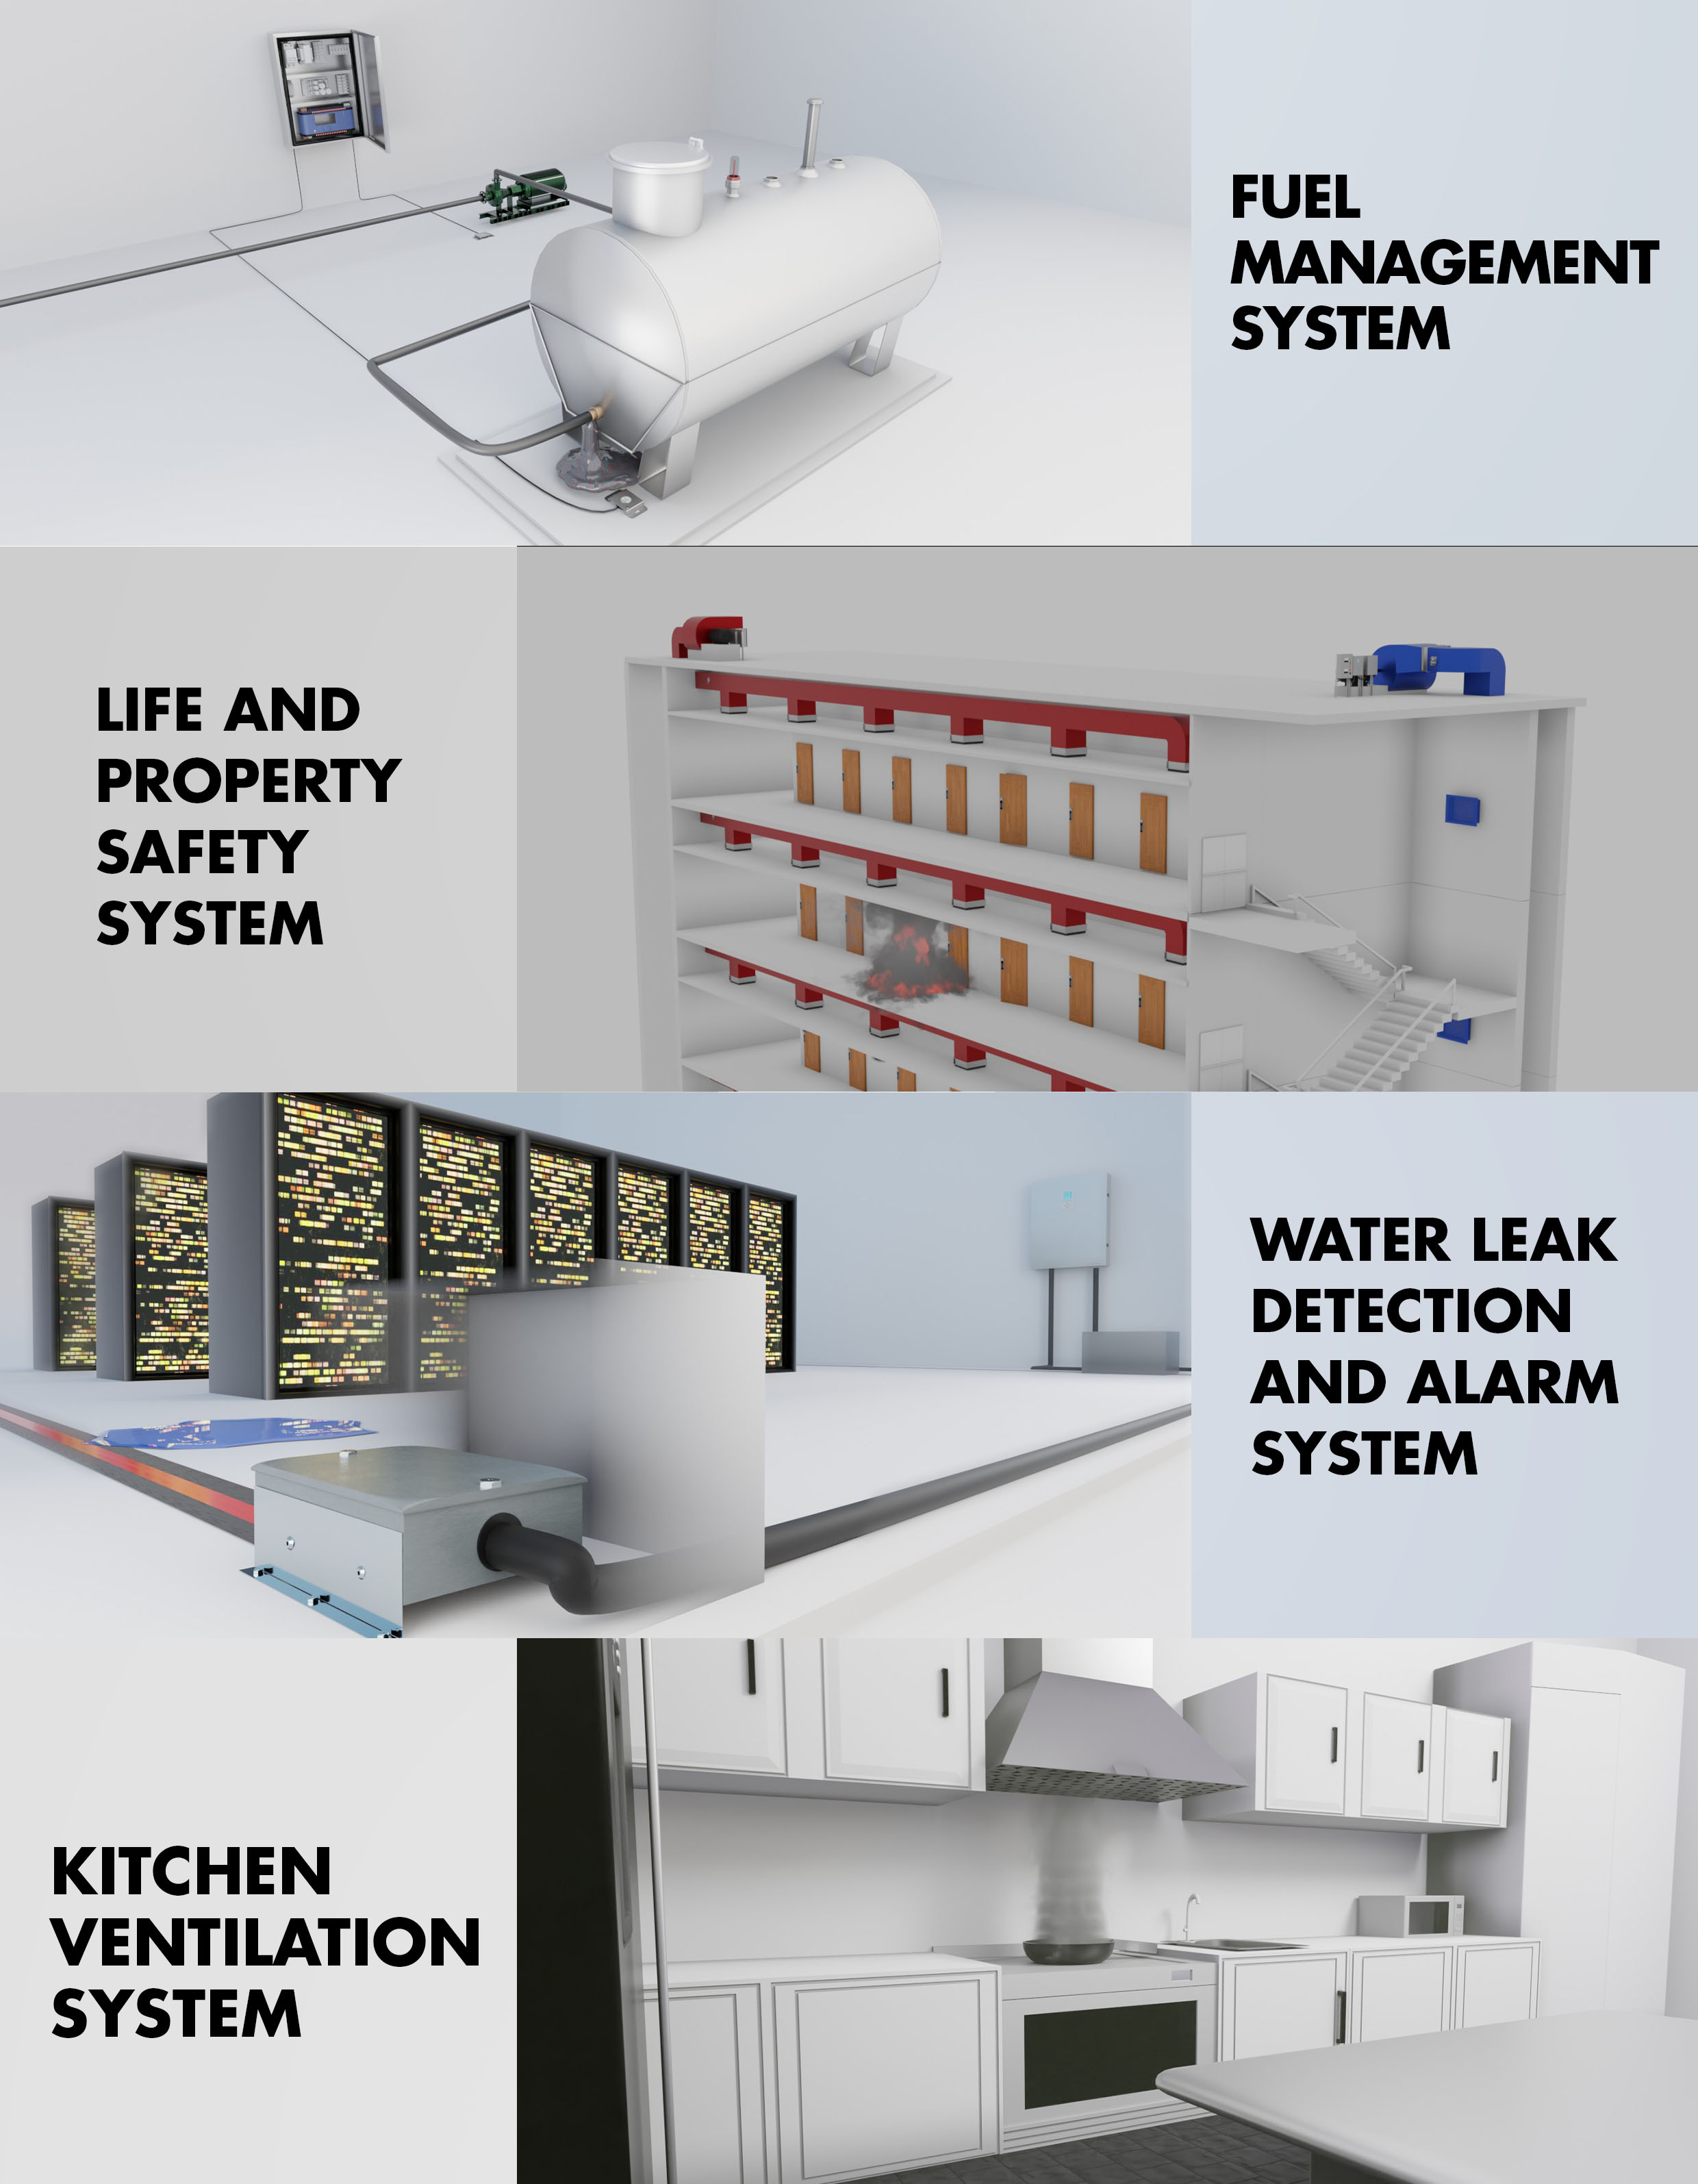 FUEL
MANAGEMENT
SYSTEM
LIFE AND
PROPERTY
SAFETY
SYSTEM
WATER LEAK
DETECTION
AND ALARM
SYSTEM
KITCHEN
VENTILATION
SYSTEM